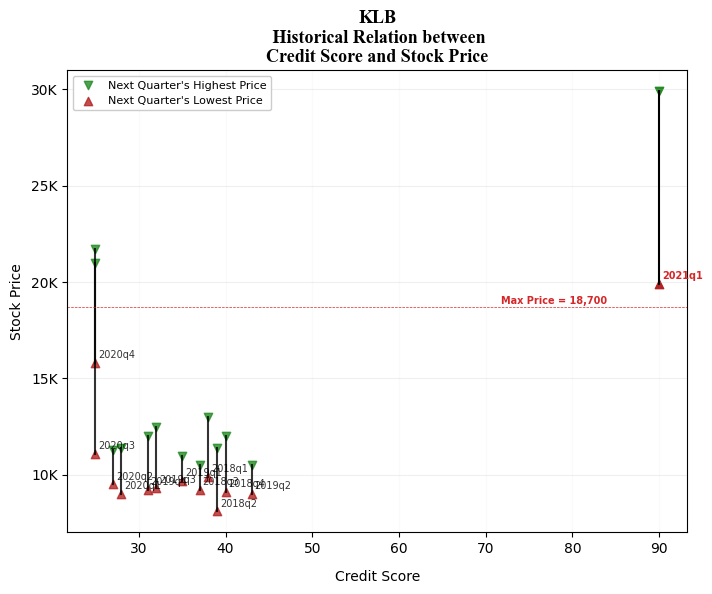 KLB
Historical Relation between
Credit Score and Stock Price
Next Quarter's Highest Price
Next Quarter's Lowest Price
30K
25K
20K
15K
10K
Stock Price
2021q1
Max Price = 18,700
2020q4
2020q3
2020q2
2019q3
2019q1
2018q1
2018q4
2019q2
2018q2
30
40
50
60
70
80
90
Credit Score